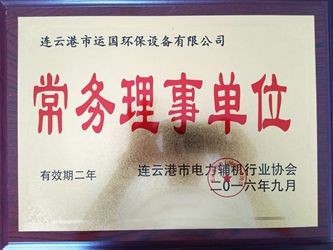 连云港市运国环保设备有限公司
常务理事单位
有效期二年
连云港市电力辅机行业协会
二〇一六年九月